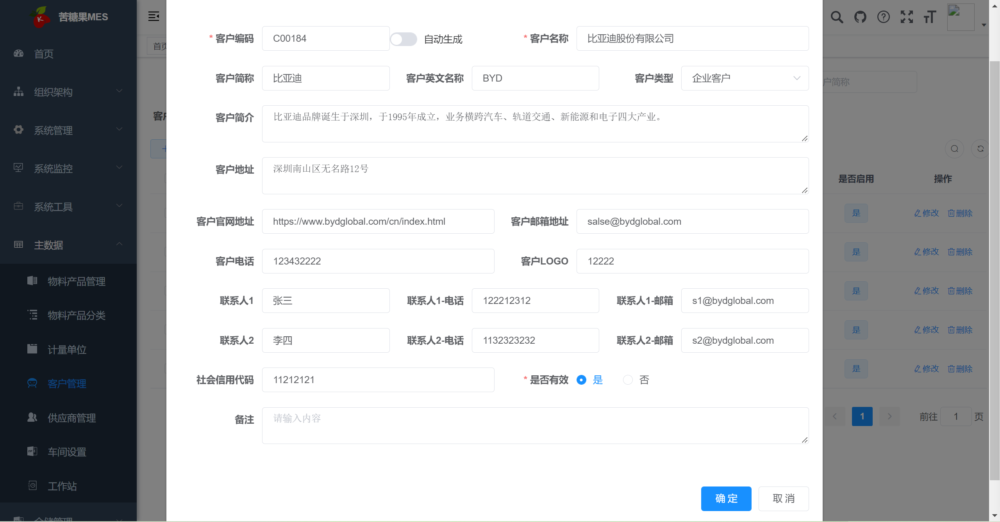 苦糖果MES
首页
组织架构
系统管理
系统监控
系统工具
主数据
物料产品管理
物料产品分类
计量单位
客户管理
供应商管理
车间设置
工作站
仓储管理
首页
* 客户编码 C00184 自动生成 * 客户名称 比亚迪股份有限公司
客户简称 比亚迪 客户英文名称 BYD 客户类型 企业客户
客户简介 比亚迪品牌诞生于深圳，于1995年成立，业务横跨汽车、轨道交通、新能源和电子四大产业。
客户地址 深圳南山区无名路12号
客户官网地址 https://www.bydglobal.com/cn/index.html 客户邮箱地址 salse@bydglobal.com
客户电话 123432222 客户LOGO 12222
联系人1 张三 联系人1-电话 122212312 联系人1-邮箱 s1@bydglobal.com
联系人2 李四 联系人2-电话 1132323232 联系人2-邮箱 s2@bydglobal.com
社会信用代码 11212121 * 是否有效 是 否
备注 请输入内容
确 定 取 消
户简称
客户
是否启用 操作
是 修改 删除
是 修改 删除
是 修改 删除
是 修改 删除
是 修改 删除
1 前往 1 页